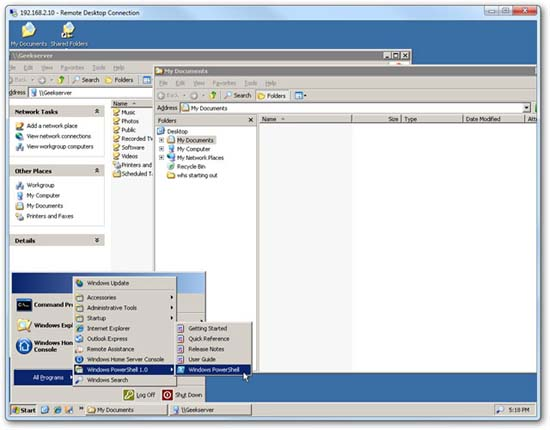 192.168.2.10 - Remote Desktop Connection
My Documents
Shared Folders
\\Geekserver
File Edit View Favorites Tools Help
Back Search Folders
ddress \\Geekserver
Network Tasks
Add a network place
View network connections
View workgroup computers
Other Places
Workgroup
My Computer
My Documents
Printers and Faxes
Details
Name
Music
Photos
Public
Recorded TV
Software
Videos
Printers and
Scheduled Ta
My Documents
File Edit View Favorites Tools Help
Back Search Folders
Address My Documents
Folders
Desktop
My Documents
My Computer
My Network Places
Recycle Bin
whs starting out
Name Size Type Date Modified Att
Command Pro
Windows Expl
Windows Hom
Console
All Programs
Windows Update
Accessories
Administrative Tools
Startup
Internet Explorer
Outlook Express
Remote Assistance
Windows Home Server Console
Windows PowerShell 1.0
Windows Search
Getting Started
Quick Reference
Release Notes
User Guide
Windows PowerShell
Log Off Shut Down
Start My Documents \\Geekserver 5:18 PM